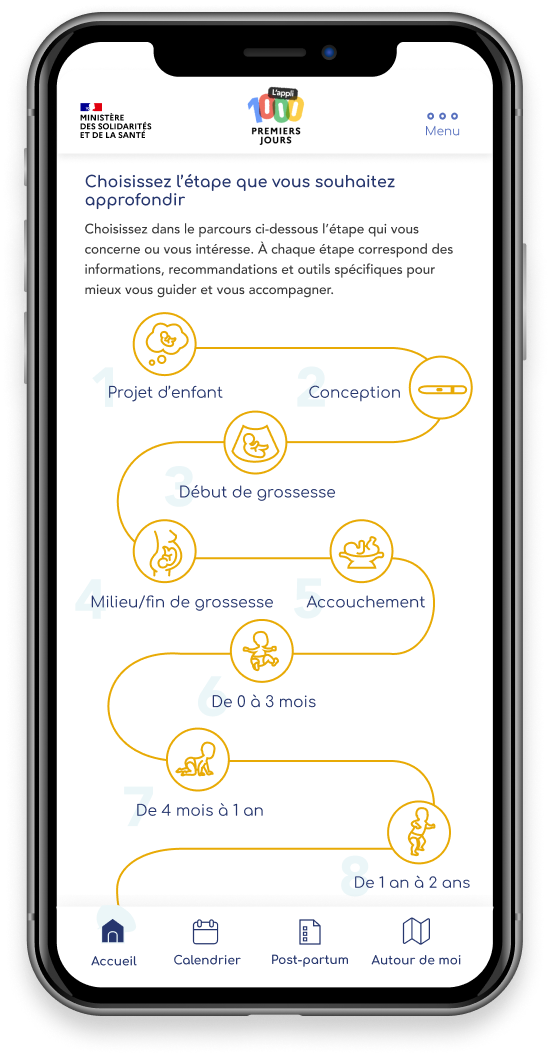 MINISTÈRE
DES SOLIDARITÉS
ET DE LA SANTÉ
L'appli
1000
PREMIERS
JOURS
Menu
Choisissez l'étape que vous souhaitez
approfondir
Choisissez dans le parcours ci-dessous l'étape qui vous
concerne ou vous intéresse. À chaque étape correspond des
informations, recommandations et outils spécifiques pour
mieux vous guider et vous accompagner.
1
Projet d'enfant
2
Conception
3
Début de grossesse
4
Milieu/fin de grossesse
5
Accouchement
6
De 0 à 3 mois
7
De 4 mois à 1 an
8
De 1 an à 2 ans
Accueil
Calendrier
Post-partum
Autour de moi